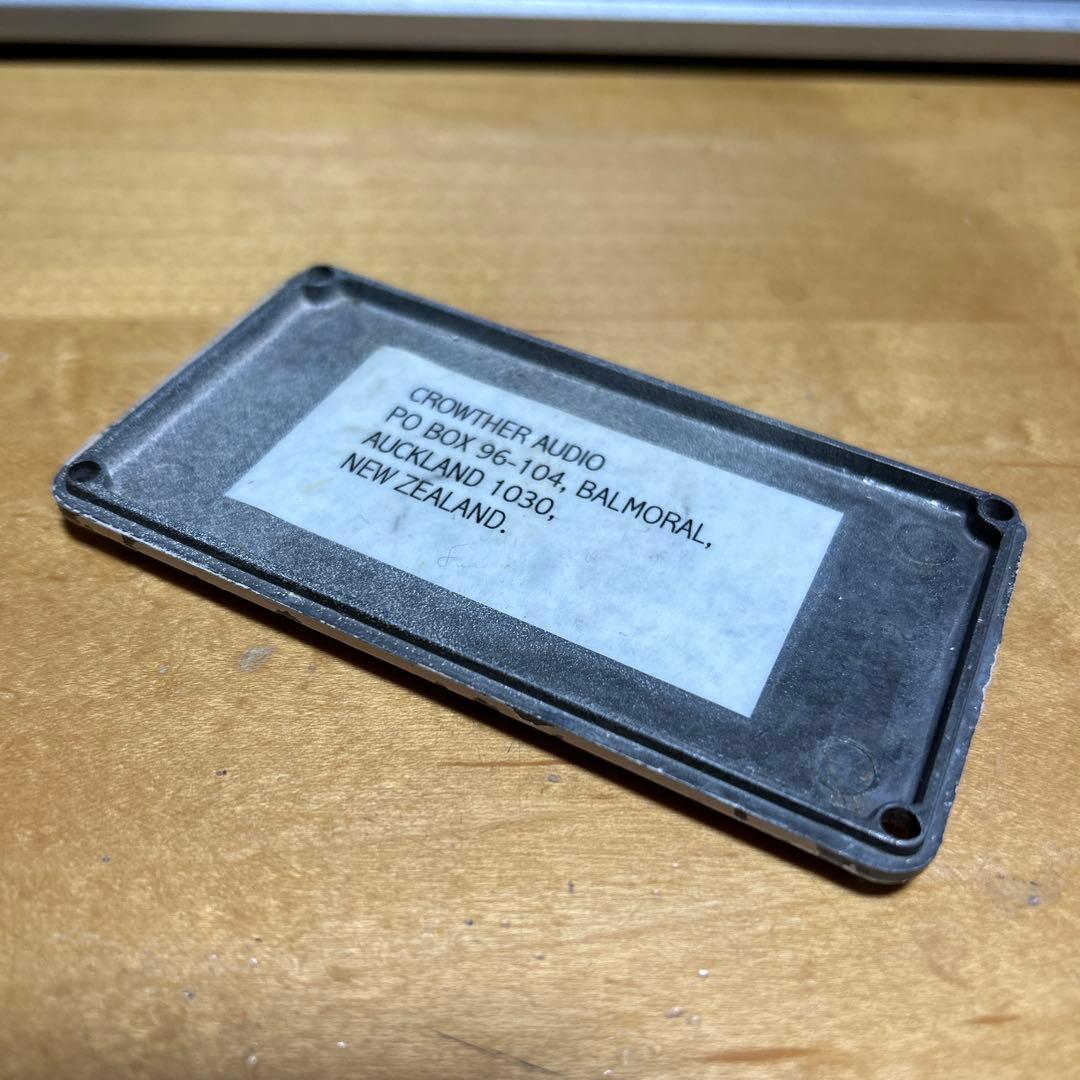 CROWTHER AUDIO
PO BOX 96-104, BALMORAL,
AUCKLAND 1030,
NEW ZEALAND.